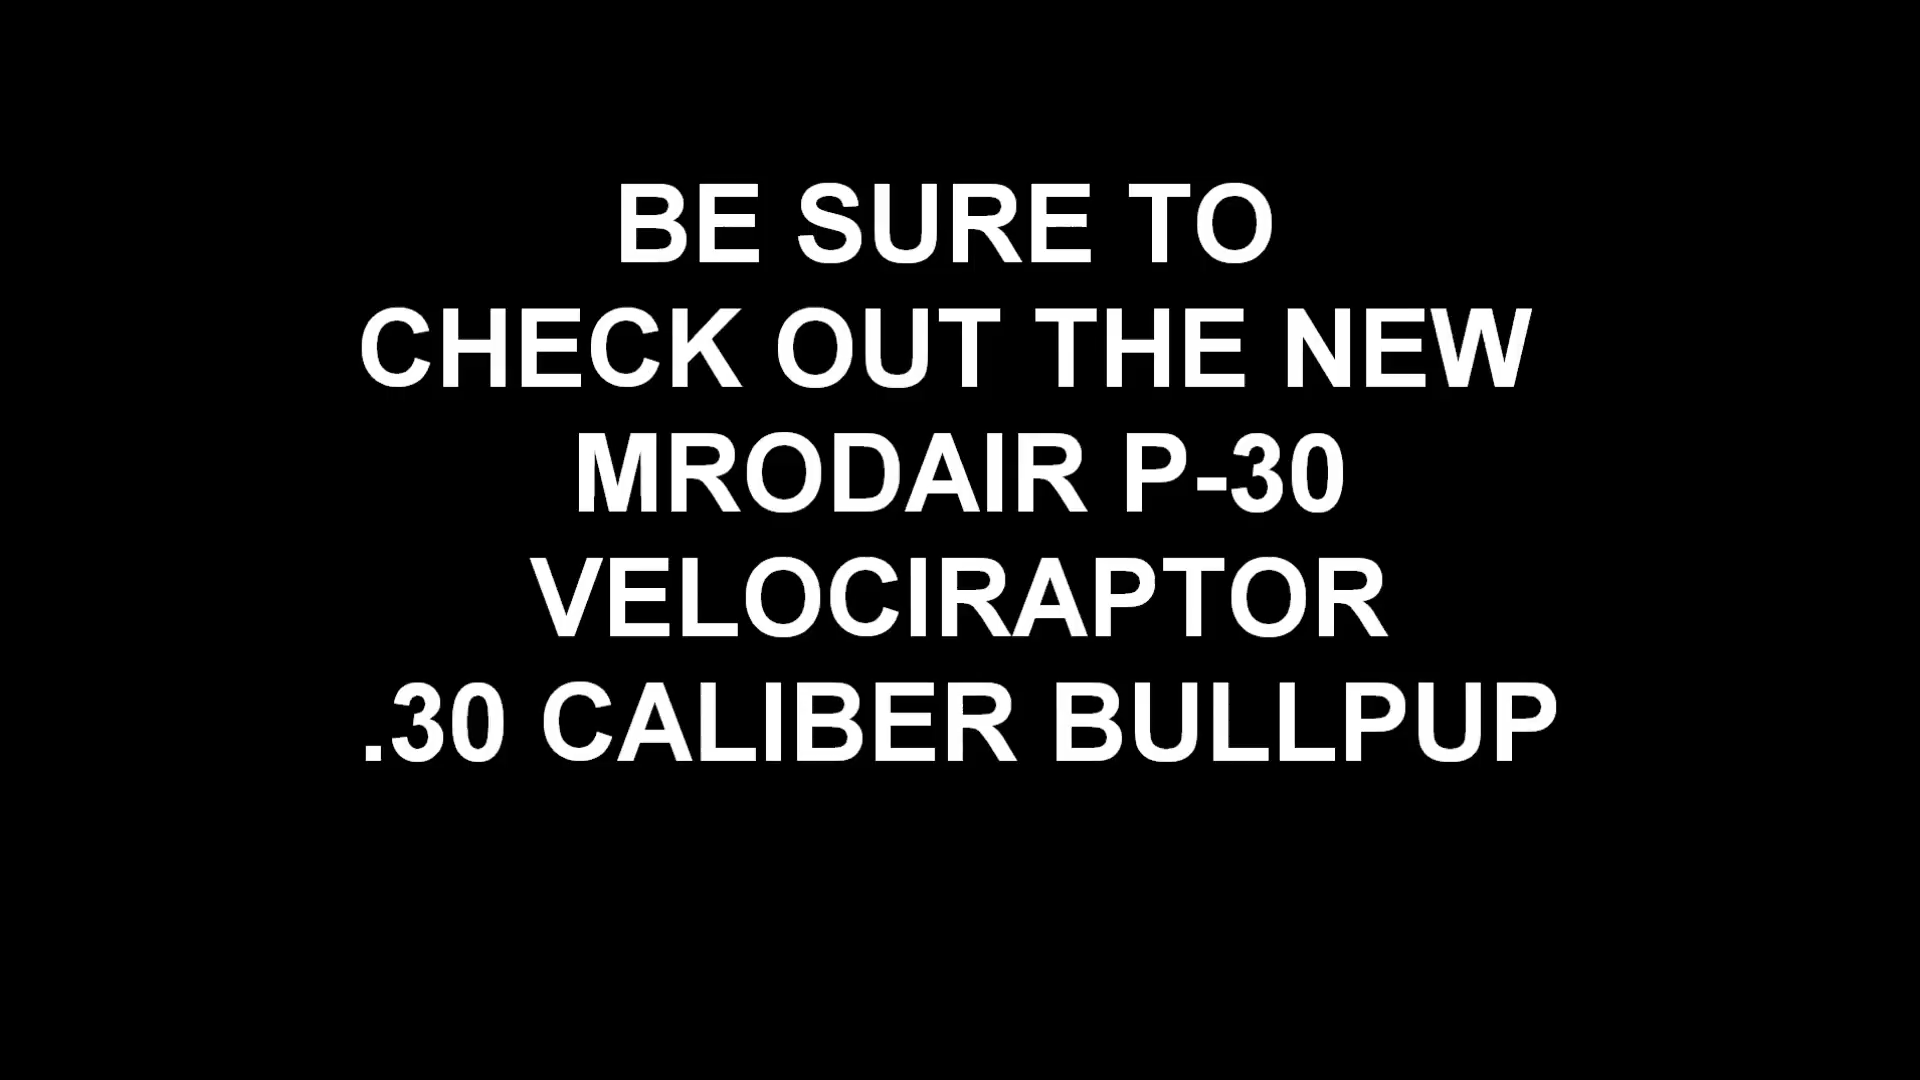 BE SURE TO
CHECK OUT THE NEW
MRODAIR P-30
VELOCIRAPTOR
.30 CALIBER BULLPUP